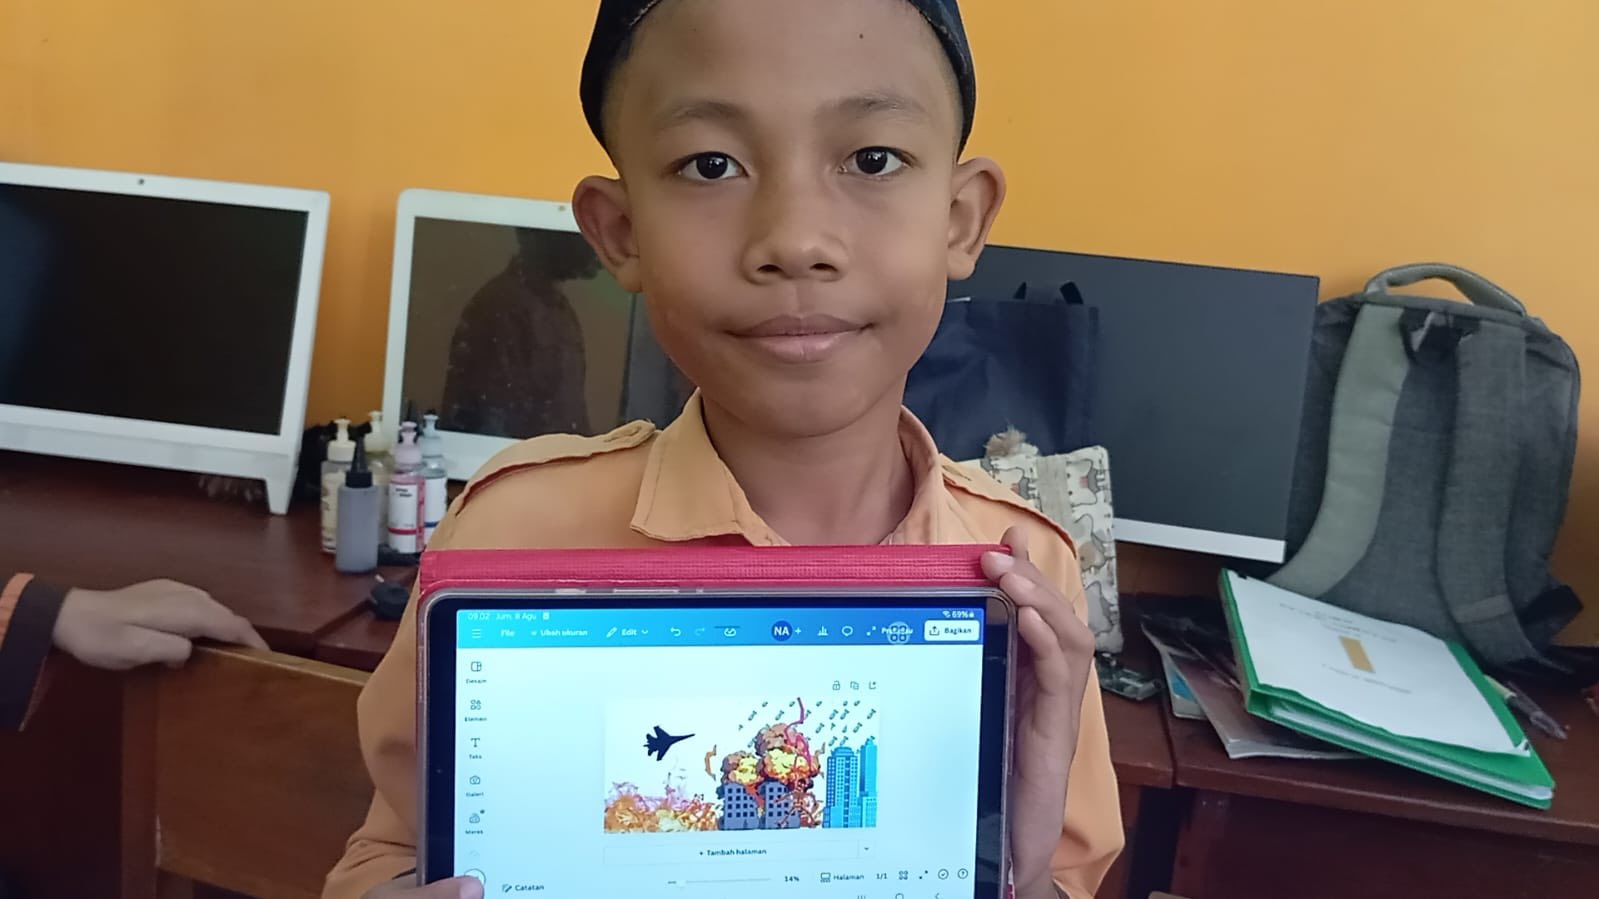 09.02 Jum, 8 Agu
69%
File
Ubah ukuran
Edit
NA
+
Bagikan
Desain
Elemen
Teks
Galeri
Merek
+ Tambah halaman
Catatan
14%
Halaman
1/1